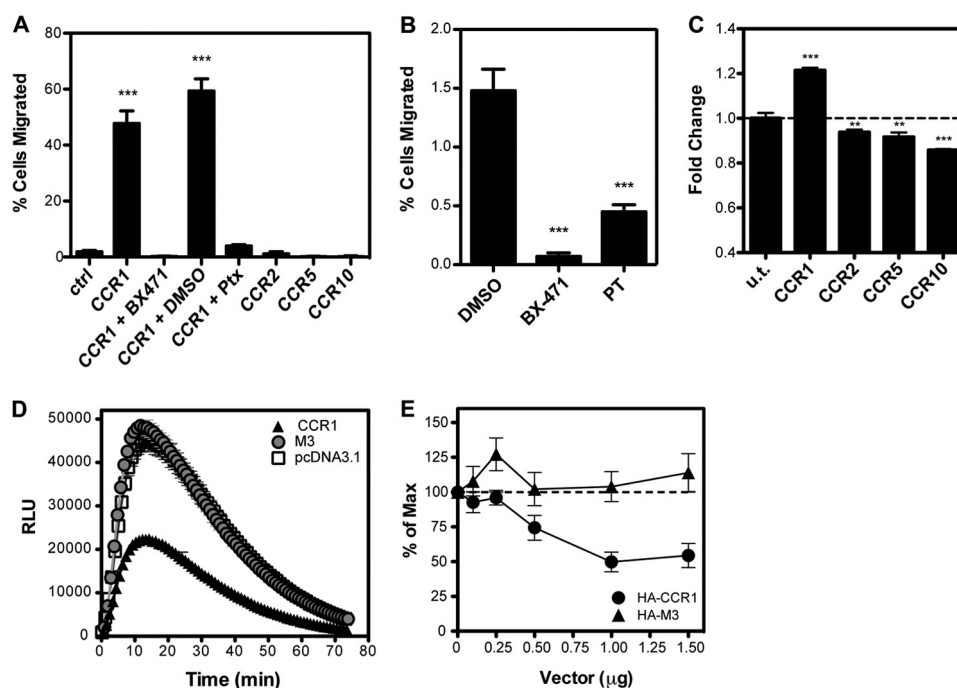 A
% Cells Migrated
80
60
40
20
0
***
***
ctrl
CCR1
CCR1 + BX471
CCR1 + DMSO
CCR1 + Ptx
CCR2
CCR5
CCR10
B
% Cells Migrated
2.0
1.5
1.0
0.5
0.0
***
***
DMSO
BX-471
PT
C
Fold Change
1.4
1.2
1.0
0.8
0.6
0.4
***
**
**
***
u.t.
CCR1
CCR2
CCR5
CCR10
D
RLU
50000
40000
30000
20000
10000
0
CCR1
M3
pcDNA3.1
0 10 20 30 40 50 60 70 80
Time (min)
E
% of Max
150
125
100
75
50
25
0
HA-CCR1
HA-M3
0 0.25 0.50 0.75 1.00 1.25 1.50
Vector (μg)